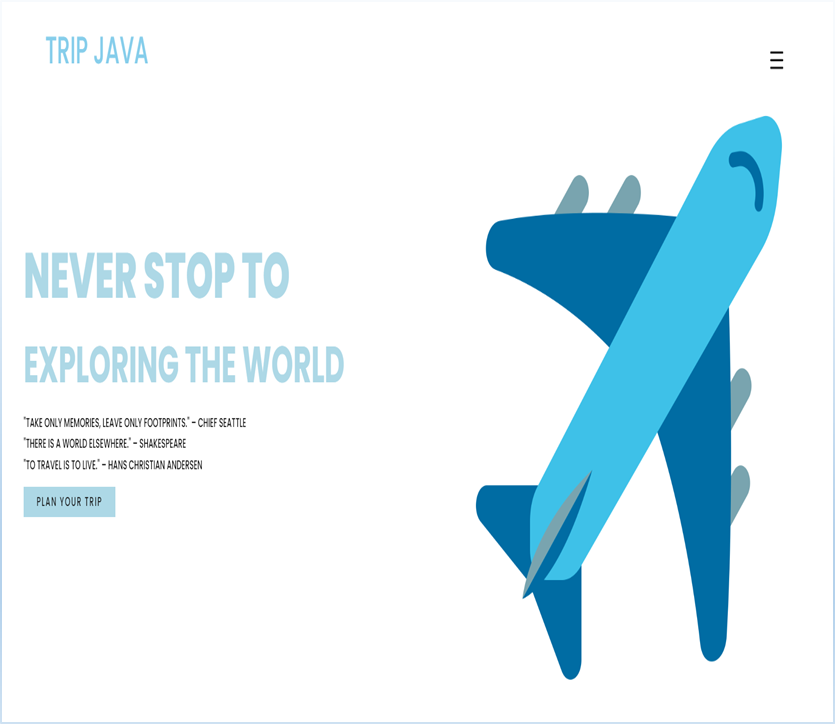 TRIP JAVA
NEVER STOP TO
EXPLORING THE WORLD
"TAKE ONLY MEMORIES, LEAVE ONLY FOOTPRINTS." – CHIEF SEATTLE
"THERE IS A WORLD ELSEWHERE." – SHAKESPEARE
"TO TRAVEL IS TO LIVE." – HANS CHRISTIAN ANDERSEN
PLAN YOUR TRIP